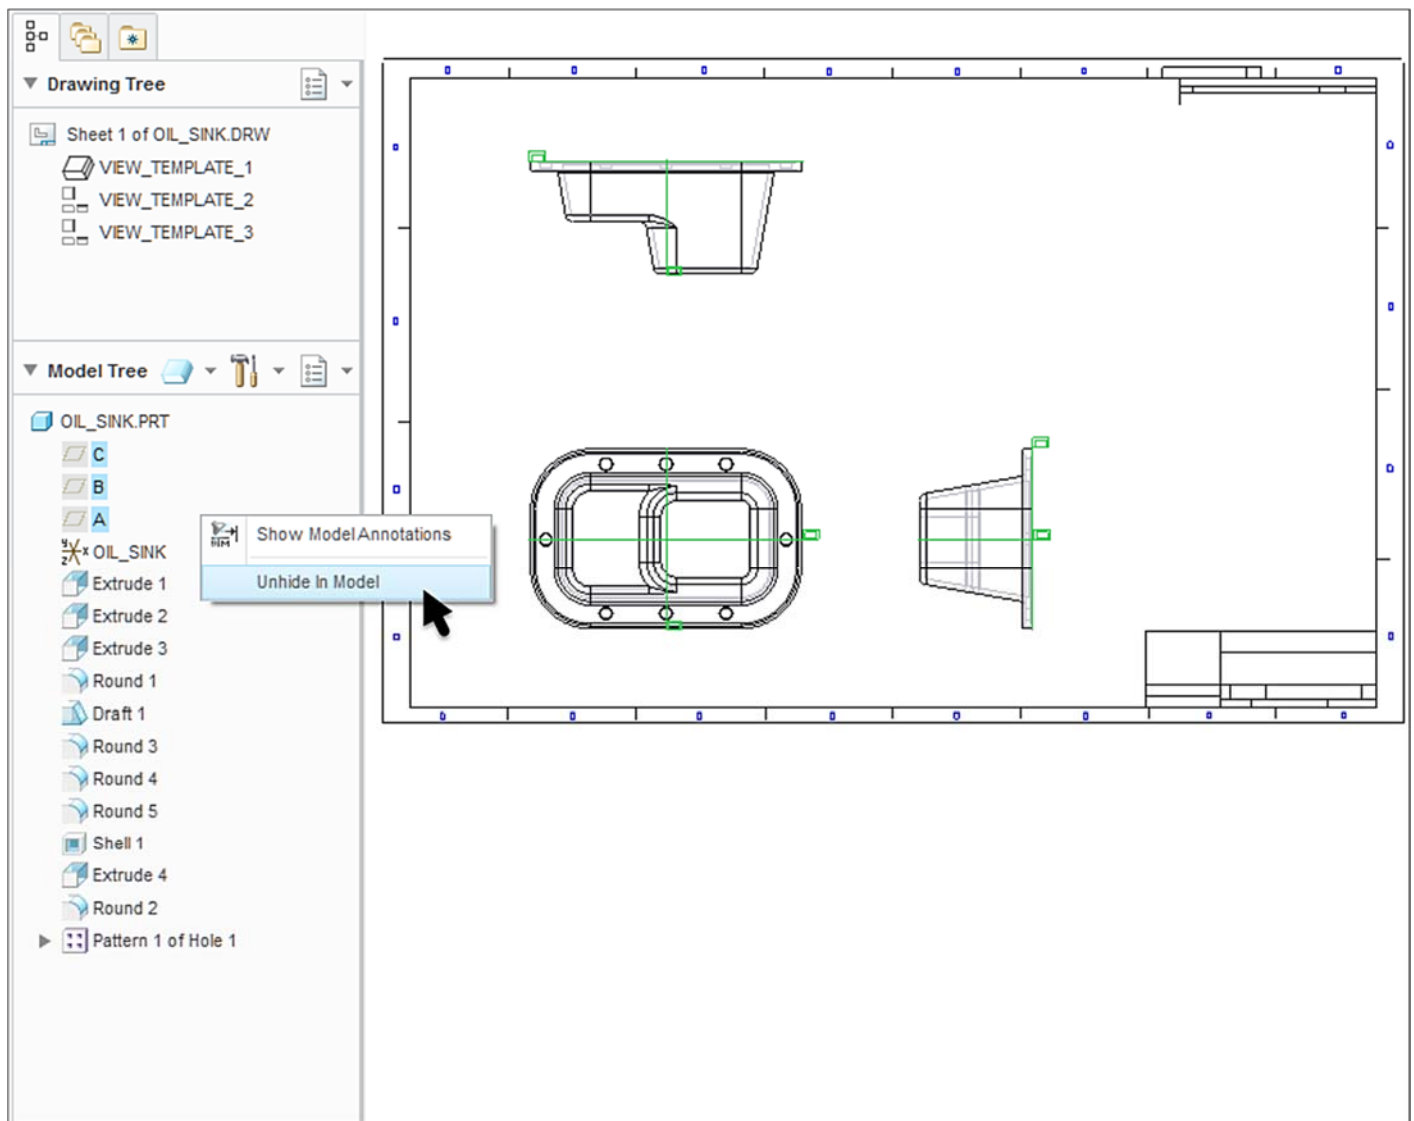 Drawing Tree
Sheet 1 of OIL_SINK.DRW
VIEW_TEMPLATE_1
VIEW_TEMPLATE_2
VIEW_TEMPLATE_3
Model Tree
OIL_SINK.PRT
C
B
A
OIL_SINK
Extrude 1
Extrude 2
Extrude 3
Round 1
Draft 1
Round 3
Round 4
Round 5
Shell 1
Extrude 4
Round 2
Pattern 1 of Hole 1
Show Model Annotations
Unhide In Model